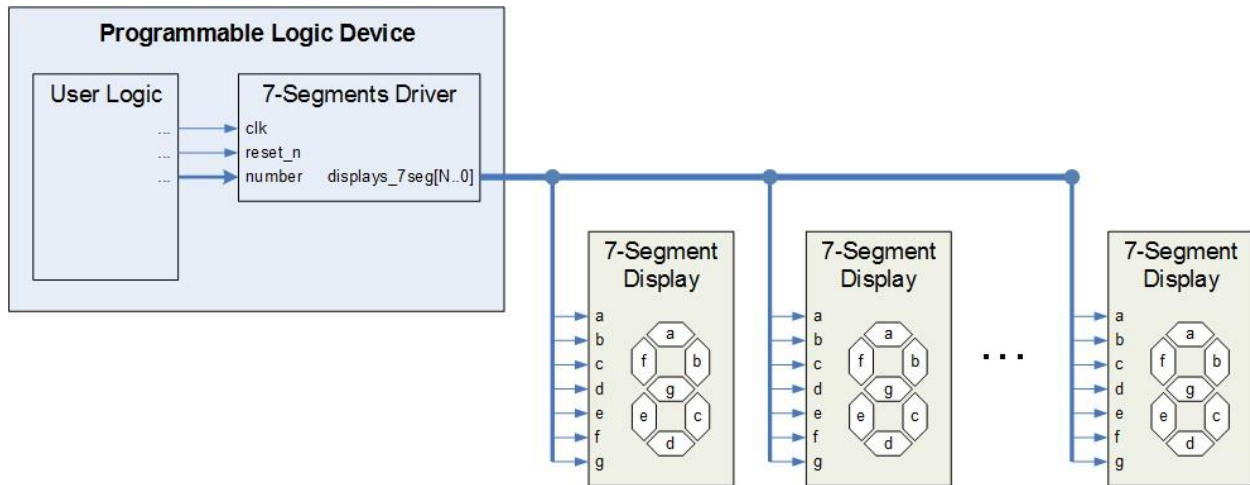 Programmable Logic Device
User Logic
...
...
...
7-Segments Driver
clk
reset_n
number displays_7seg[N..0]
7-Segment
Display
a
b
c
d
e
f
g
a
f b
g
e c
d
7-Segment
Display
a
b
c
d
e
f
g
a
f b
g
e c
d
...
7-Segment
Display
a
b
c
d
e
f
g
a
f b
g
e c
d